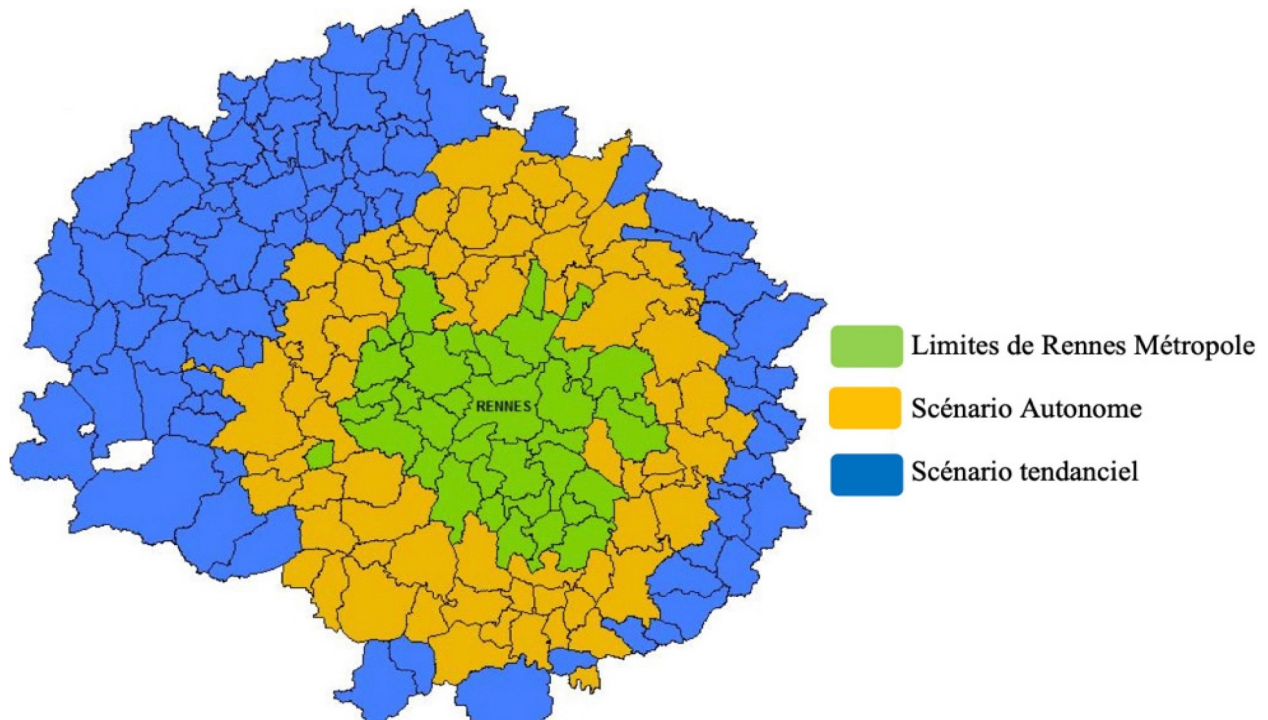 RENNES
Limites de Rennes Métropole
Scénario Autonome
Scénario tendanciel